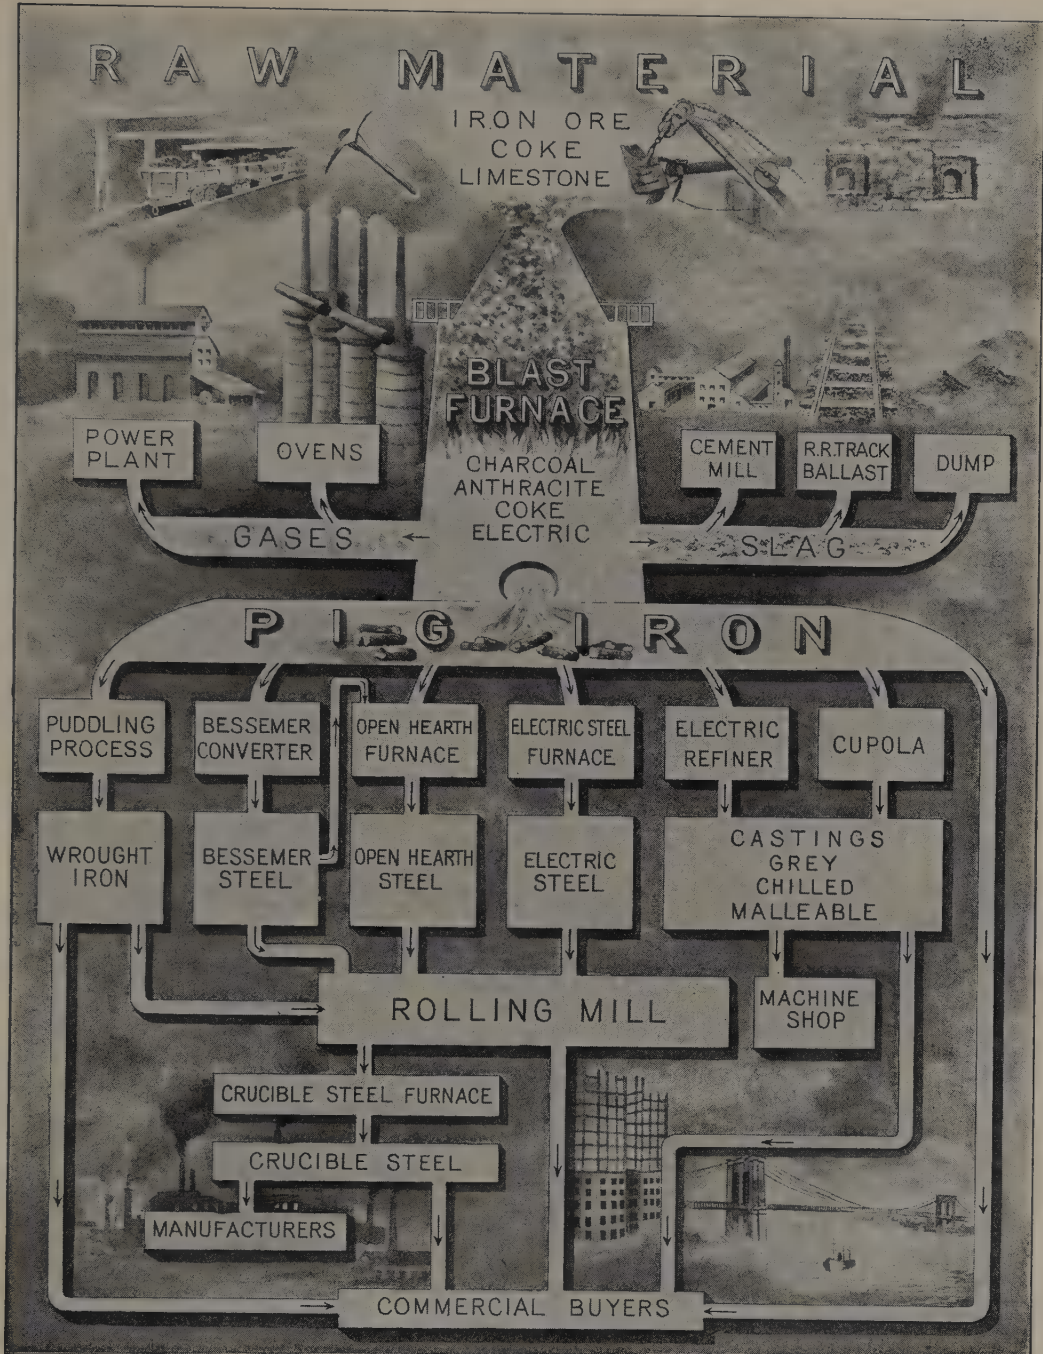 RAW MATERIAL
IRON ORE
COKE
LIMESTONE
BLAST
FURNACE
CHARCOAL
ANTHRACITE
COKE
ELECTRIC
POWER
PLANT
OVENS
GASES
CEMENT
MILL
R.R. TRACK
BALLAST
DUMP
SLAG
PIG IRON
PUDDLING
PROCESS
BESSEMER
CONVERTER
OPEN HEARTH
FURNACE
ELECTRIC STEEL
FURNACE
ELECTRIC
REFINER
CUPOLA
WROUGHT
IRON
BESSEMER
STEEL
OPEN HEARTH
STEEL
ELECTRIC
STEEL
CASTINGS
GREY
CHILLED
MALLEABLE
ROLLING MILL
MACHINE
SHOP
CRUCIBLE STEEL FURNACE
CRUCIBLE STEEL
MANUFACTURERS
COMMERCIAL BUYERS